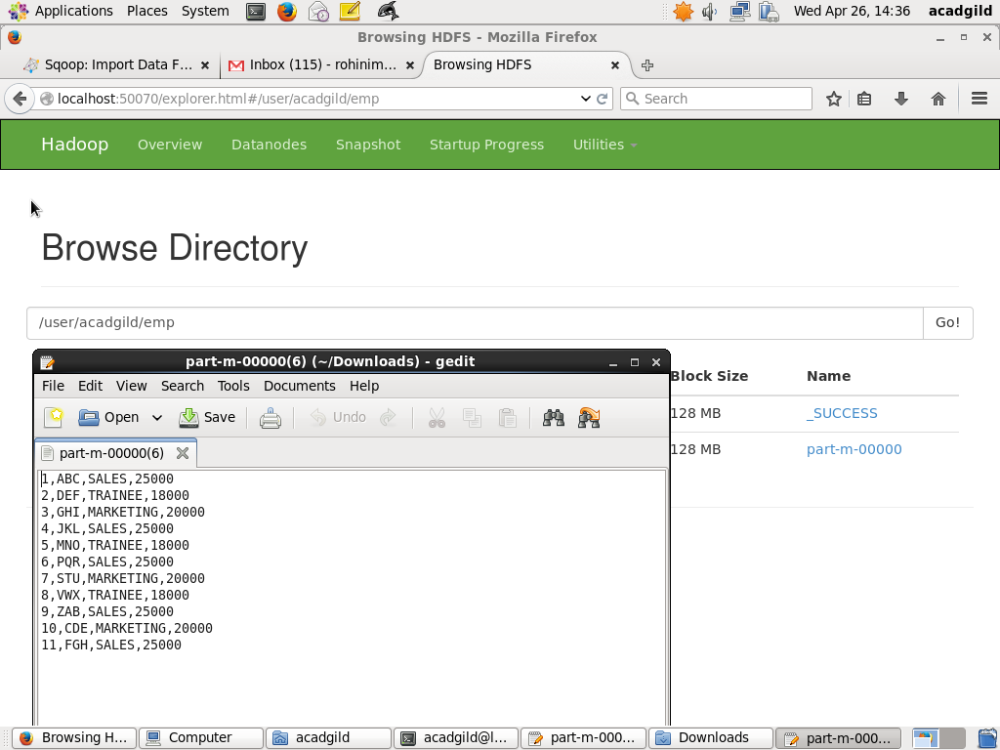 Applications Places System Wed Apr 26, 14:36 acadgild
Browsing HDFS - Mozilla Firefox
Sqoop: Import Data F... Inbox (115) - rohinim... Browsing HDFS
localhost:50070/explorer.html#/user/acadgild/emp Search
Hadoop Overview Datanodes Snapshot Startup Progress Utilities
Browse Directory
/user/acadgild/emp Go!
part-m-00000(6) (~/Downloads) - gedit
Block Size Name
File Edit View Search Tools Documents Help
128 MB _SUCCESS
Open Save Undo
128 MB part-m-00000
part-m-00000(6)
1,ABC,SALES,25000
2,DEF,TRAINEE,18000
3,GHI,MARKETING,20000
4,JKL,SALES,25000
5,MNO,TRAINEE,18000
6,PQR,SALES,25000
7,STU,MARKETING,20000
8,VWX,TRAINEE,18000
9,ZAB,SALES,25000
10,CDE,MARKETING,20000
11,FGH,SALES,25000
Browsing H... Computer acadgild acadgild@l... part-m-000... Downloads part-m-000...